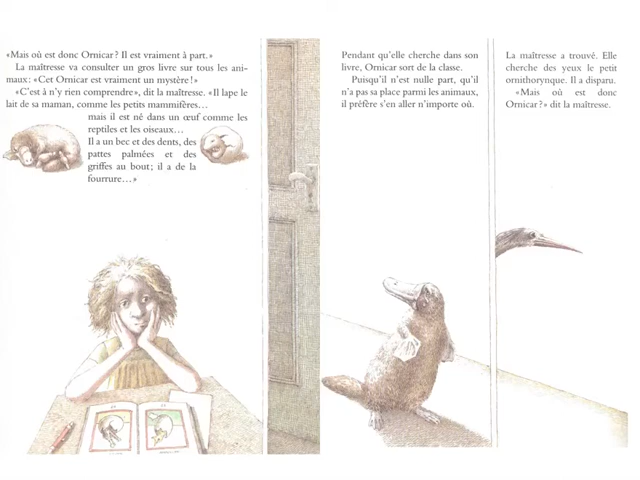 «Mais où est donc Ornicar? Il est vraiment à part.»
La maîtresse va consulter un gros livre sur tous les ani-
maux: «Cet Ornicar est vraiment un mystère!»
«C'est à n'y rien comprendre», dit la maîtresse. «Il lape le
lait de sa maman, comme les petits mammifères…
mais il est né dans un œuf comme les
reptiles et les oiseaux…
Il a un bec et des dents, des
pattes palmées et des
griffes au bout; il a de la
fourrure…»
Pendant qu'elle cherche dans son
livre, Ornicar sort de la classe.
Puisqu'il n'est nulle part, qu'il
n'a pas sa place parmi les animaux,
il préfère s'en aller n'importe où.
La maîtresse a trouvé. Elle
cherche des yeux le petit
ornithorynque. Il a disparu.
«Mais où est donc
Ornicar?» dit la maîtresse.